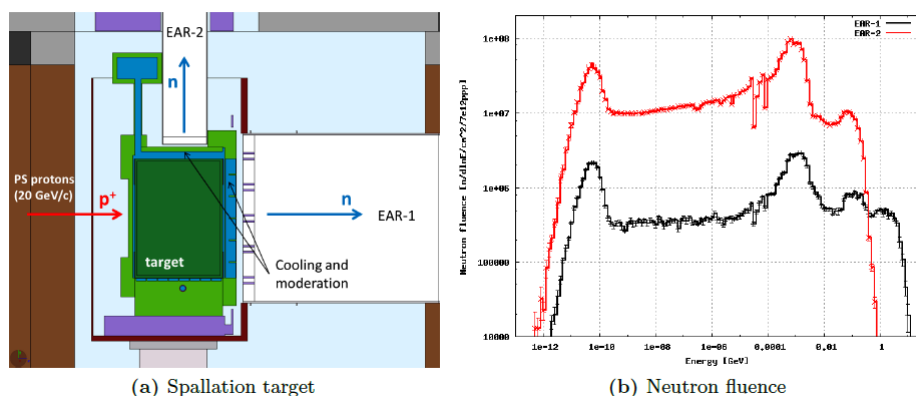 EAR-2
n
PS protons
(20 GeV/c)
p+
n
EAR-1
target
Cooling and
moderation
(a) Spallation target
EAR-1
EAR-2
1e+08
1e+07
1e+06
100000
10000
Neutron fluence [n/dlnE/cm^2/7e12ppp]
1e-12 1e-10 1e-08 1e-06 0.0001 0.01 1
Energy [GeV]
(b) Neutron fluence